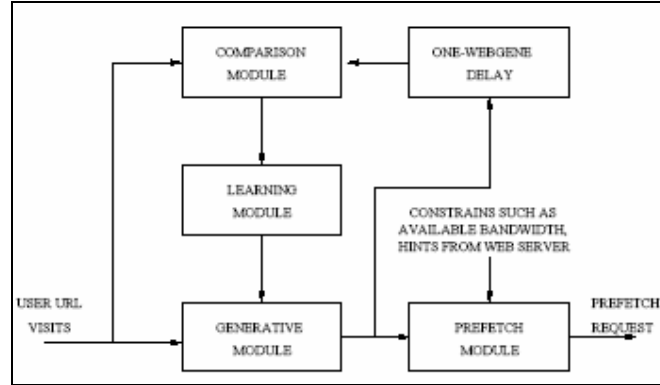 COMPARISON
MODULE
ONE-WEBGENE
DELAY
LEARNING
MODULE
CONSTRAINS SUCH AS
AVAILABLE BANDWIDTH,
HINTS FROM WEB SERVER
USER URL
VISITS
GENERATIVE
MODULE
PREFETCH
MODULE
PREFETCH
REQUEST